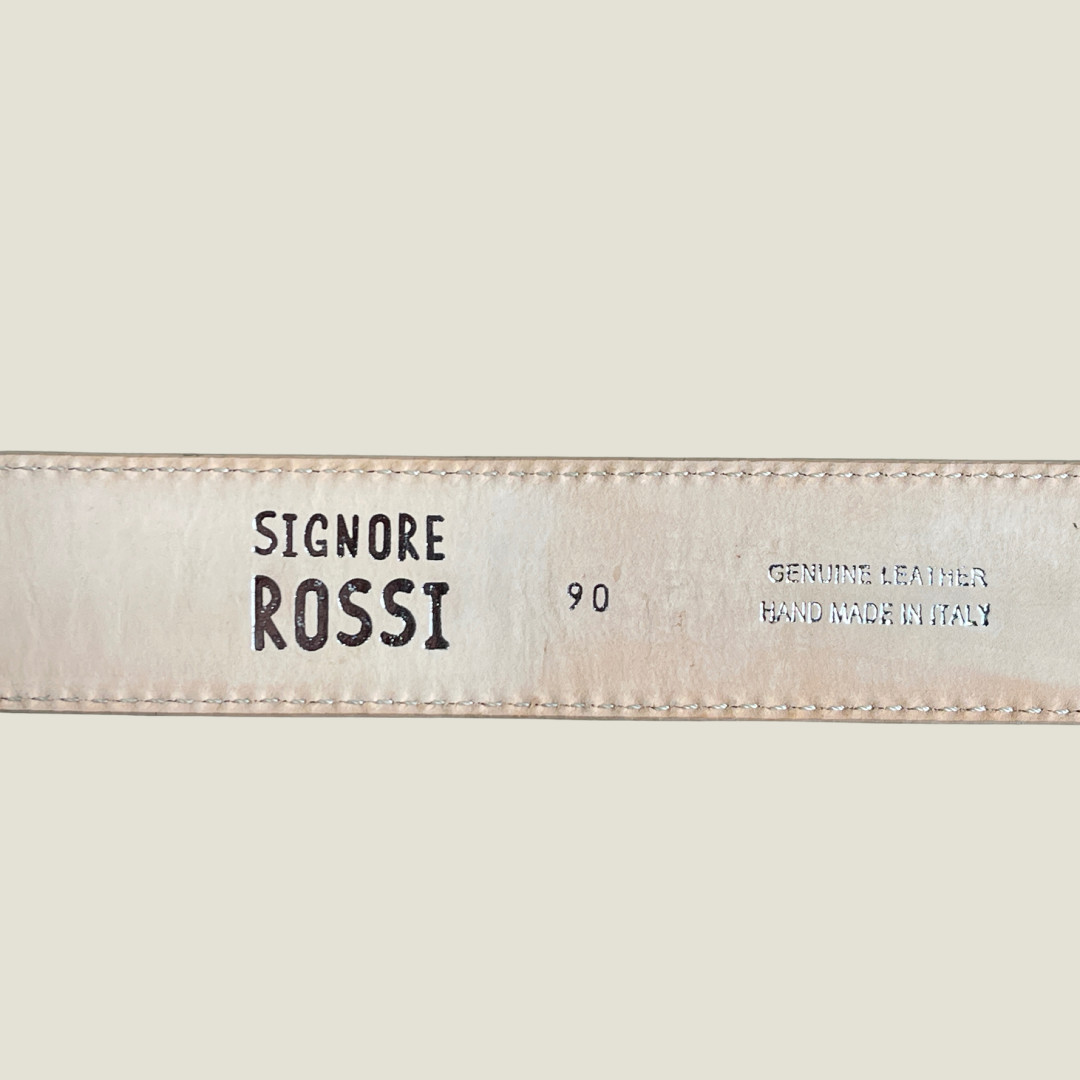 SIGNORE
ROSSI
90
GENUINE LEATHER
HAND MADE IN ITALY